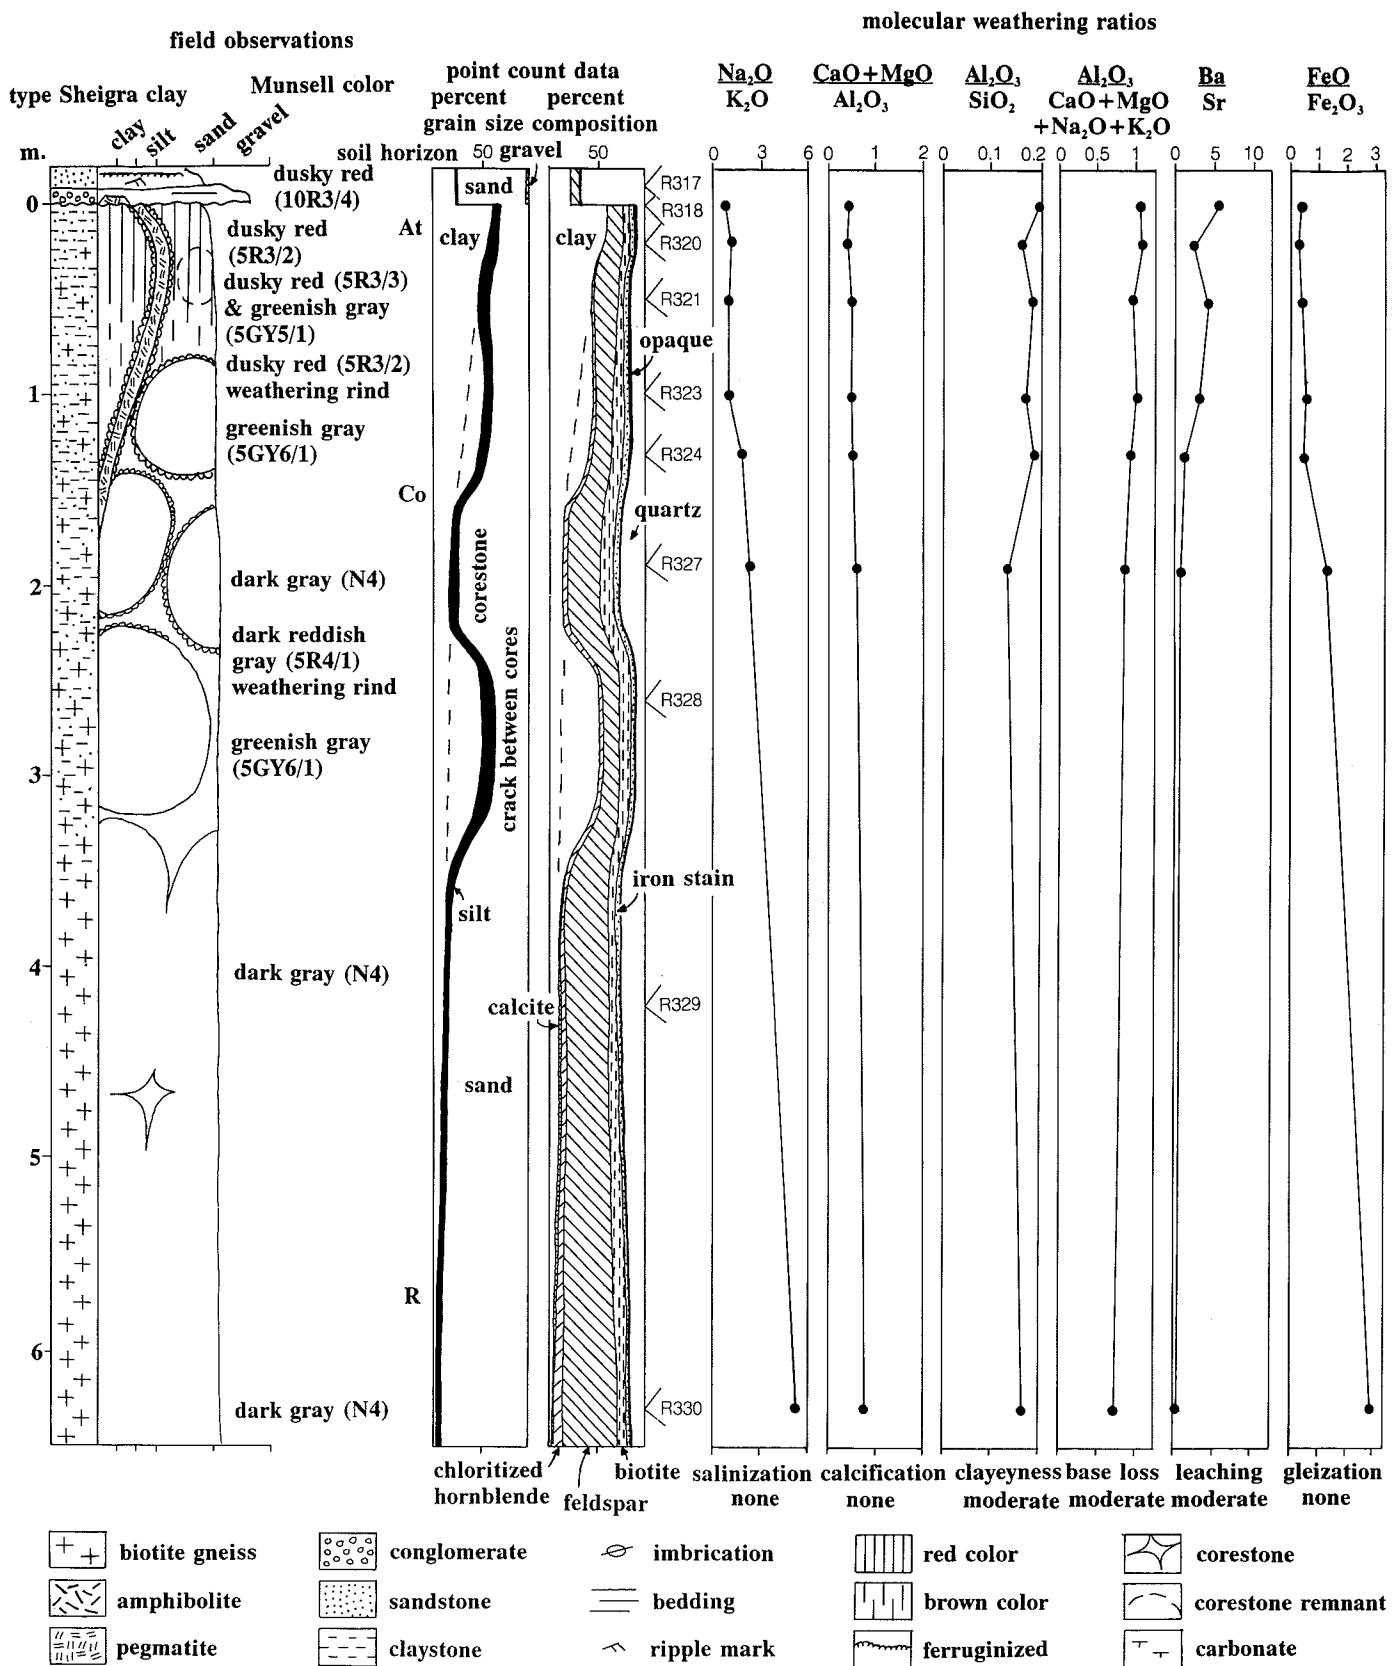 molecular weathering ratios
field observations
type Sheigra clay
Munsell color
point count data
percent percent
grain size composition
Na₂O
K₂O
CaO+MgO
Al₂O₃
Al₂O₃
SiO₂
Al₂O₃
CaO+MgO
+Na₂O+K₂O
Ba
Sr
FeO
Fe₂O₃
m.
clay
silt
sand
gravel
soil horizon
50
gravel
50
0 3 6
0 1 2
0 0.1 0.2
0 0.5 1
0 5 10
0 1 2 3
dusky red
(10R3/4)
sand
R317
0
R318
At
clay
clay
dusky red
(5R3/2)
R320
dusky red (5R3/3)
& greenish gray
(5GY5/1)
R321
opaque
dusky red (5R3/2)
weathering rind
1
R323
greenish gray
(5GY6/1)
R324
Co
quartz
corestone
R327
dark gray (N4)
2
dark reddish
gray (5R4/1)
weathering rind
crack between cores
R328
greenish gray
(5GY6/1)
3
iron stain
silt
4
dark gray (N4)
calcite
R329
sand
5
R
6
dark gray (N4)
R330
chloritized
hornblende
feldspar
biotite
salinization
none
calcification
none
clayeyness
moderate
base loss
moderate
leaching
moderate
gleization
none
biotite gneiss
conglomerate
imbrication
red color
corestone
amphibolite
sandstone
bedding
brown color
corestone remnant
pegmatite
claystone
ripple mark
ferruginized
carbonate